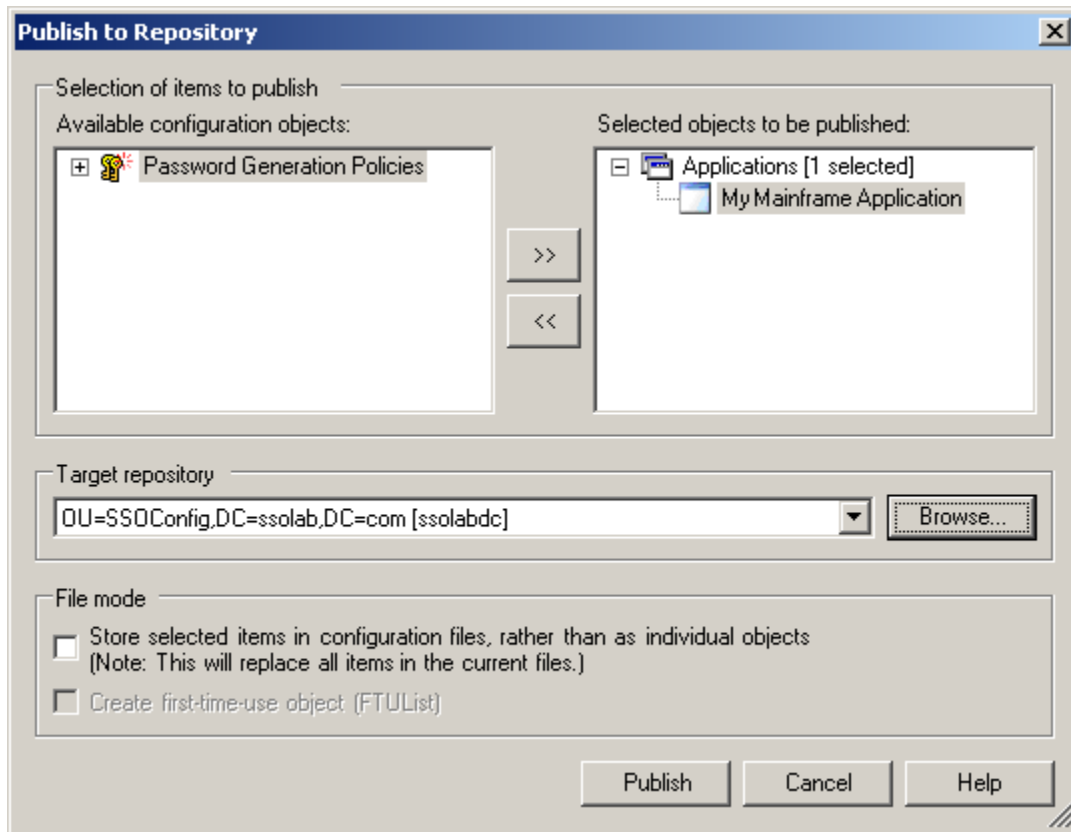 Publish to Repository
Selection of items to publish
Available configuration objects:
Selected objects to be published:
Password Generation Policies
Applications [1 selected]
My Mainframe Application
>>
<<
Target repository
OU=SSOConfig,DC=ssolab,DC=com [ssolabdc]
Browse...
File mode
Store selected items in configuration files, rather than as individual objects
(Note: This will replace all items in the current files.)
Create first-time-use object (FTUList)
Publish
Cancel
Help